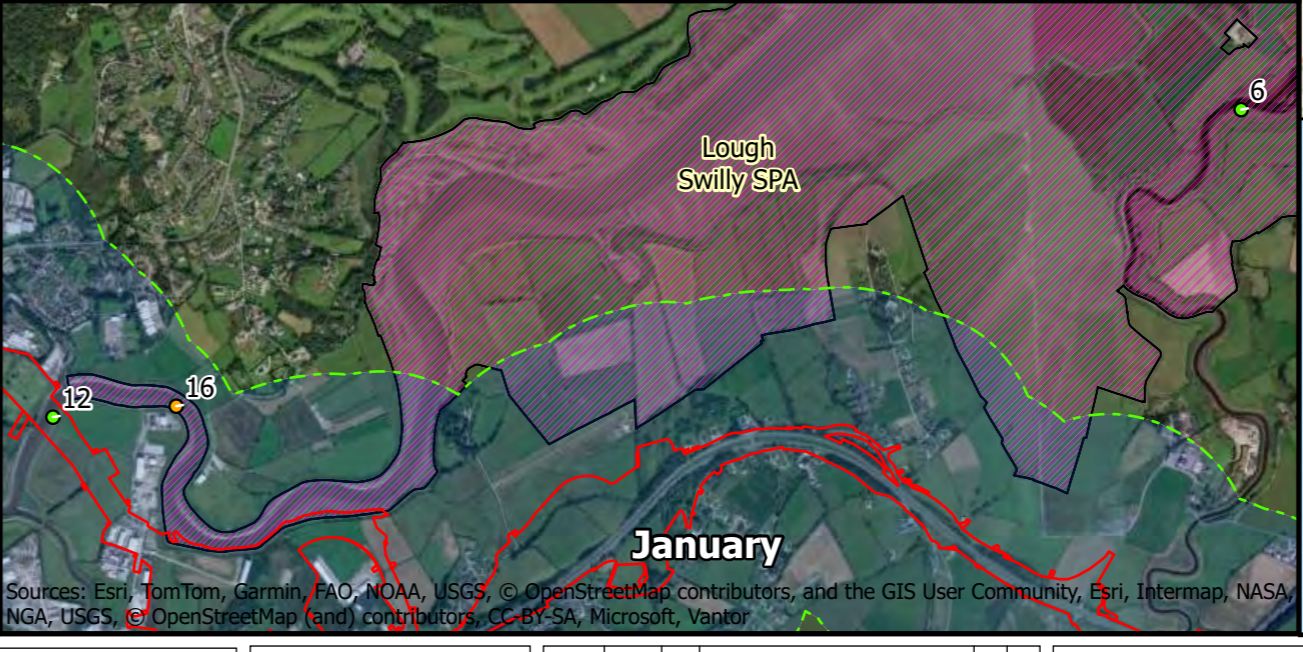 6
Lough
Swilly SPA
16
12
January
Sources: Esri, TomTom, Garmin, FAO, NOAA, USGS, © OpenStreetMap contributors, and the GIS User Community, Esri, Intermap, NASA,
NGA, USGS, © OpenStreetMap (and) contributors, CC-BY-SA, Microsoft, Vantor